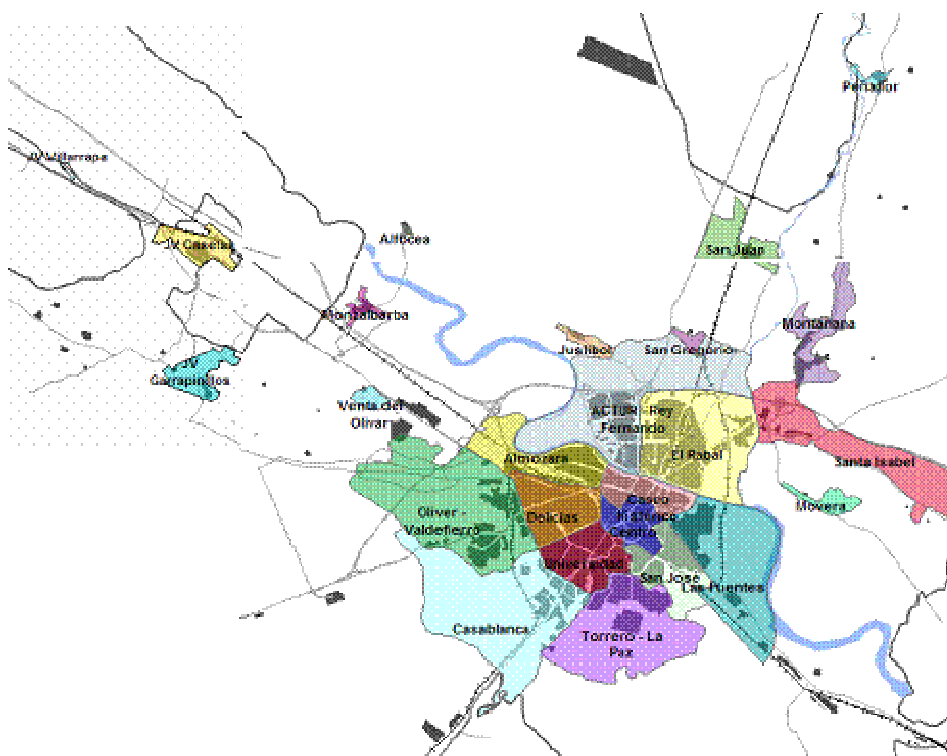 Peñaflor
JV Villarrapa
Alfocea
JV Casetas
San Juan
Monzalbarba
Montañana
Juslibol
San Gregorio
JV
Garrapinillos
Venta del
Olivar
ACTUR - Rey
Fernando
El Rabal
Almozara
Santa Isabel
Casco
Histórico
Movera
Oliver -
Valdefierro
Delicias
Centro
Universidad
San José
Las Fuentes
Casablanca
Torrero - La
Paz